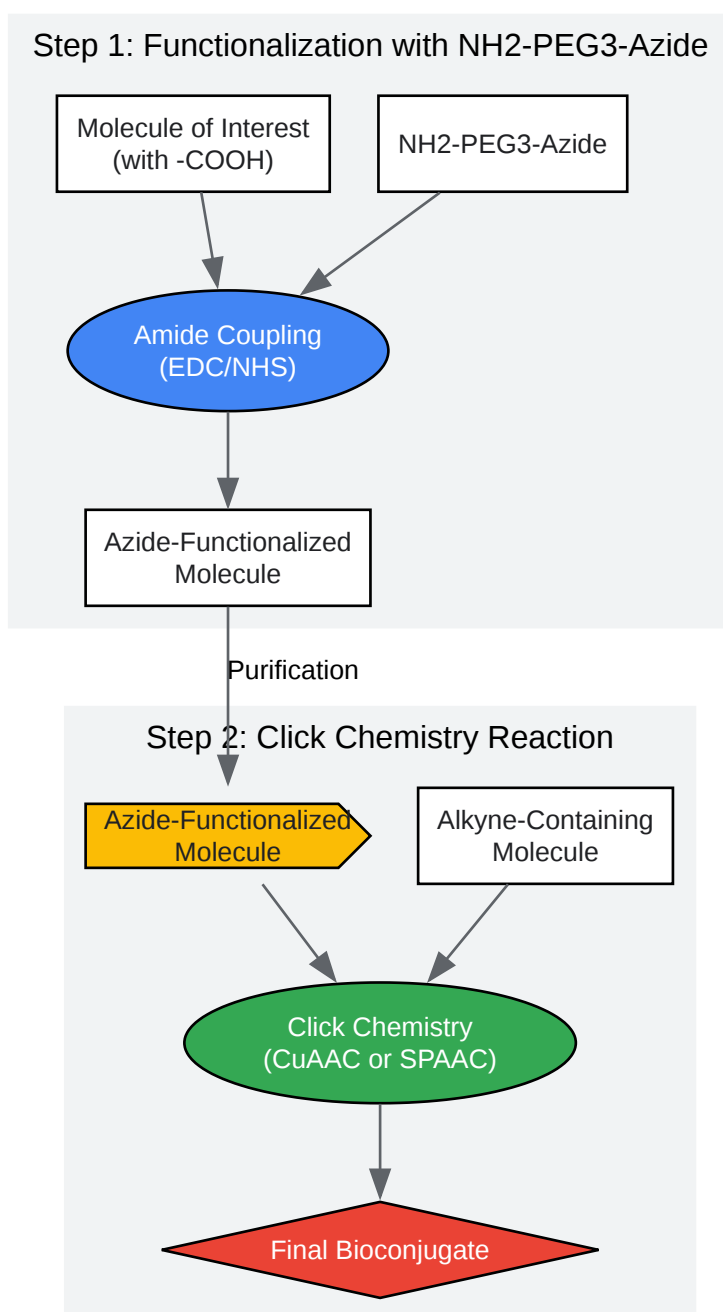 Step 1: Functionalization with NH2-PEG3-Azide
Molecule of Interest
(with -COOH)
NH2-PEG3-Azide
Amide Coupling
(EDC/NHS)
Azide-Functionalized
Molecule
Purification
Step 2: Click Chemistry Reaction
Azide-Functionalized
Molecule
Alkyne-Containing
Molecule
Click Chemistry
(CuAAC or SPAAC)
Final Bioconjugate